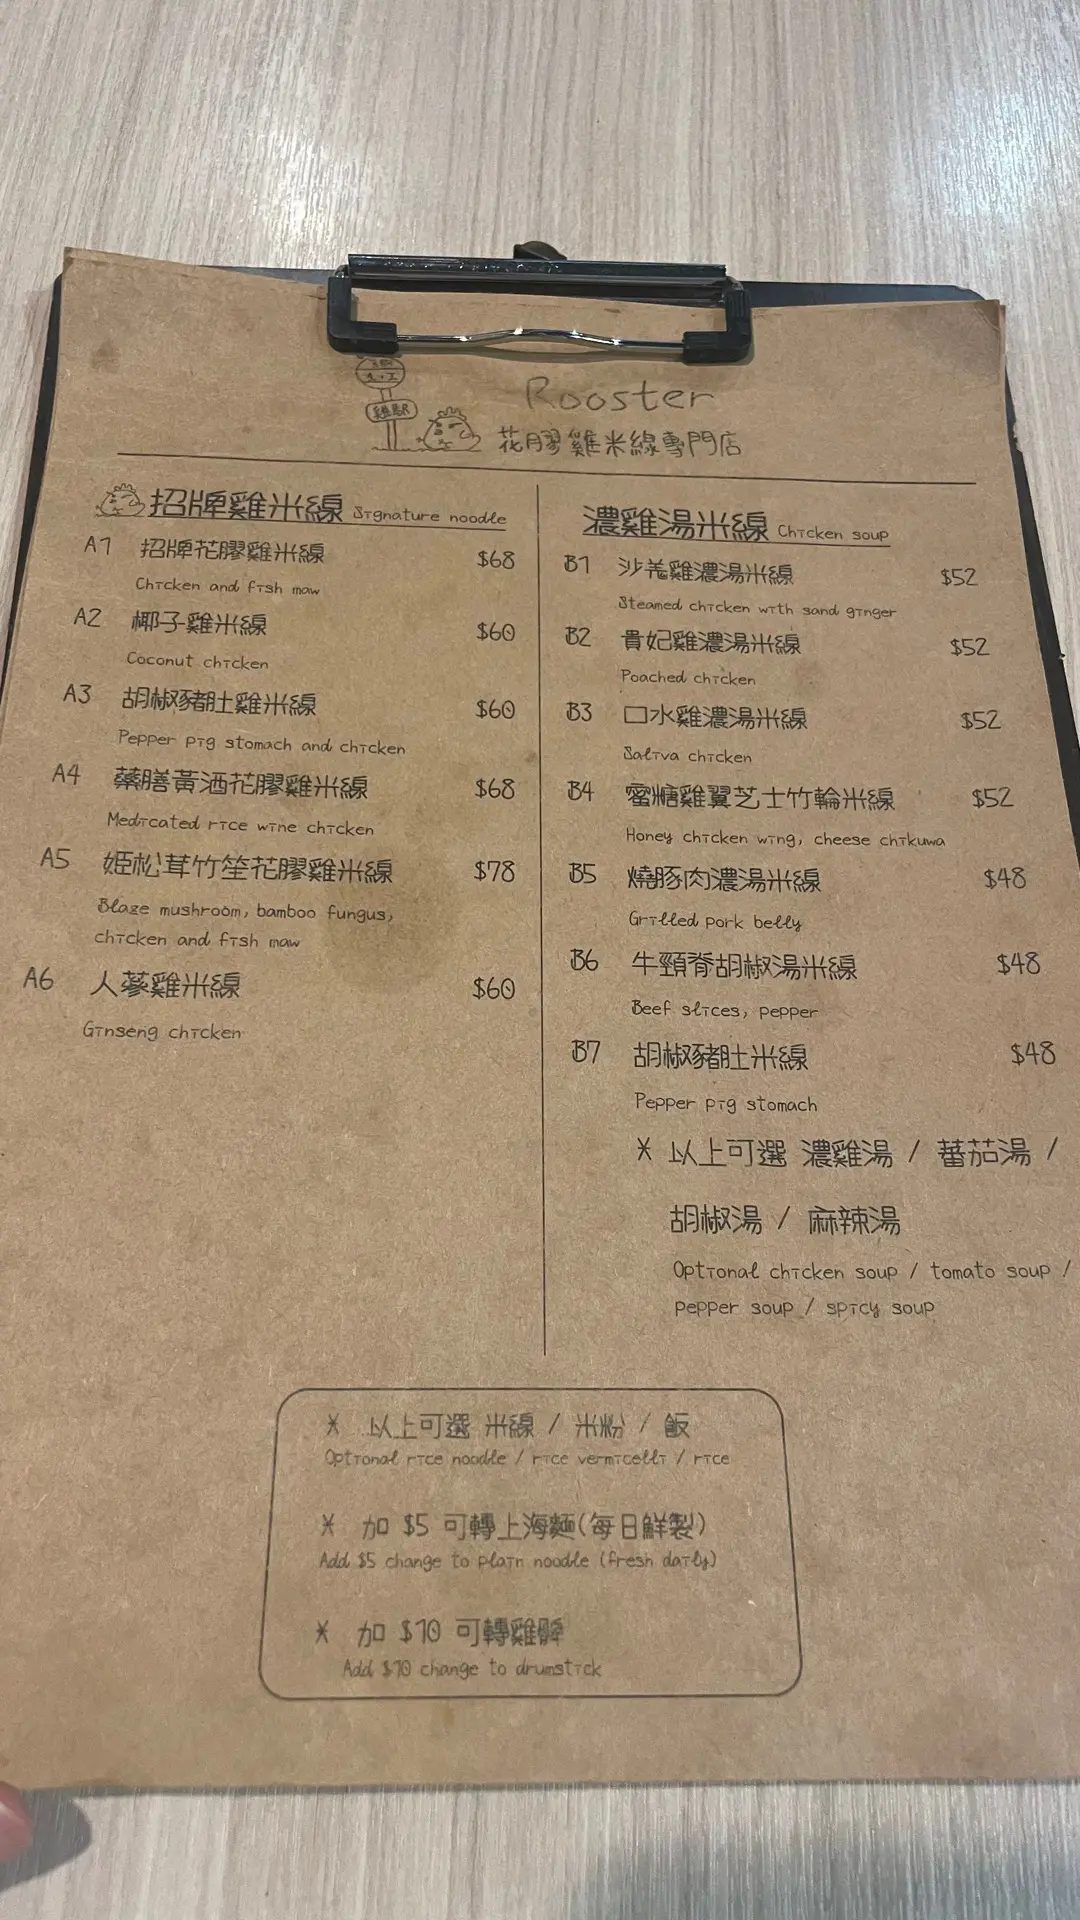 雞駅
Rooster
花膠雞米線專門店
招牌雞米線 Signature noodle
A1 招牌花膠雞米線 $68
Chicken and fish maw
A2 椰子雞米線 $60
Coconut chicken
A3 胡椒豬肚雞米線 $60
Pepper pig stomach and chicken
A4 藥膳黃酒花膠雞米線 $68
Medicated rice wine chicken
A5 姬松茸竹笙花膠雞米線 $78
Blaze mushroom, bamboo fungus,
chicken and fish maw
A6 人蔘雞米線 $60
Ginseng chicken
濃雞湯米線 Chicken soup
B1 沙羗雞濃湯米線 $52
Steamed chicken with sand ginger
B2 貴妃雞濃湯米線 $52
Poached chicken
B3 口水雞濃湯米線 $52
Saliva chicken
B4 蜜糖雞翼芝士竹輪米線 $52
Honey chicken wing, cheese chikuwa
B5 燒豚肉濃湯米線 $48
Grilled pork belly
B6 牛頸脊胡椒湯米線 $48
Beef slices, pepper
B7 胡椒豬肚米線 $48
Pepper pig stomach
* 以上可選 濃雞湯 / 蕃茄湯 /
胡椒湯 / 麻辣湯
Optional chicken soup / tomato soup /
pepper soup / spicy soup
* 以上可選 米線 / 米粉 / 飯
Optional rice noodle / rice vermicelli / rice
* 加 $5 可轉上海麵(每日鮮製)
Add $5 change to plain noodle (fresh daily)
* 加 $10 可轉雞髀
Add $10 change to drumstick